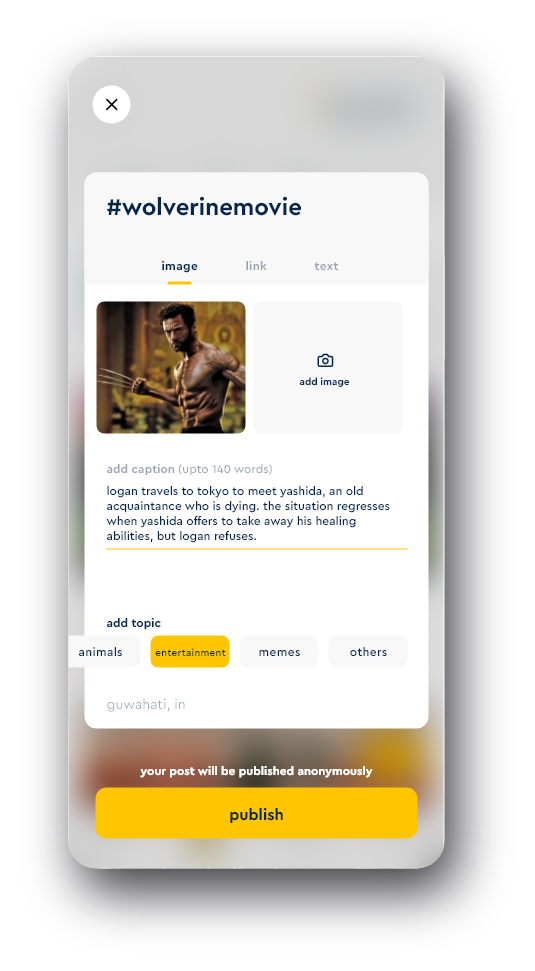 #wolverinemovie
image link text
add image
add caption (upto 140 words)
logan travels to tokyo to meet yashida, an old
acquaintance who is dying. the situation regresses
when yashida offers to take away his healing
abilities, but logan refuses.
add topic
animals entertainment memes others
guwahati, in
your post will be published anonymously
publish